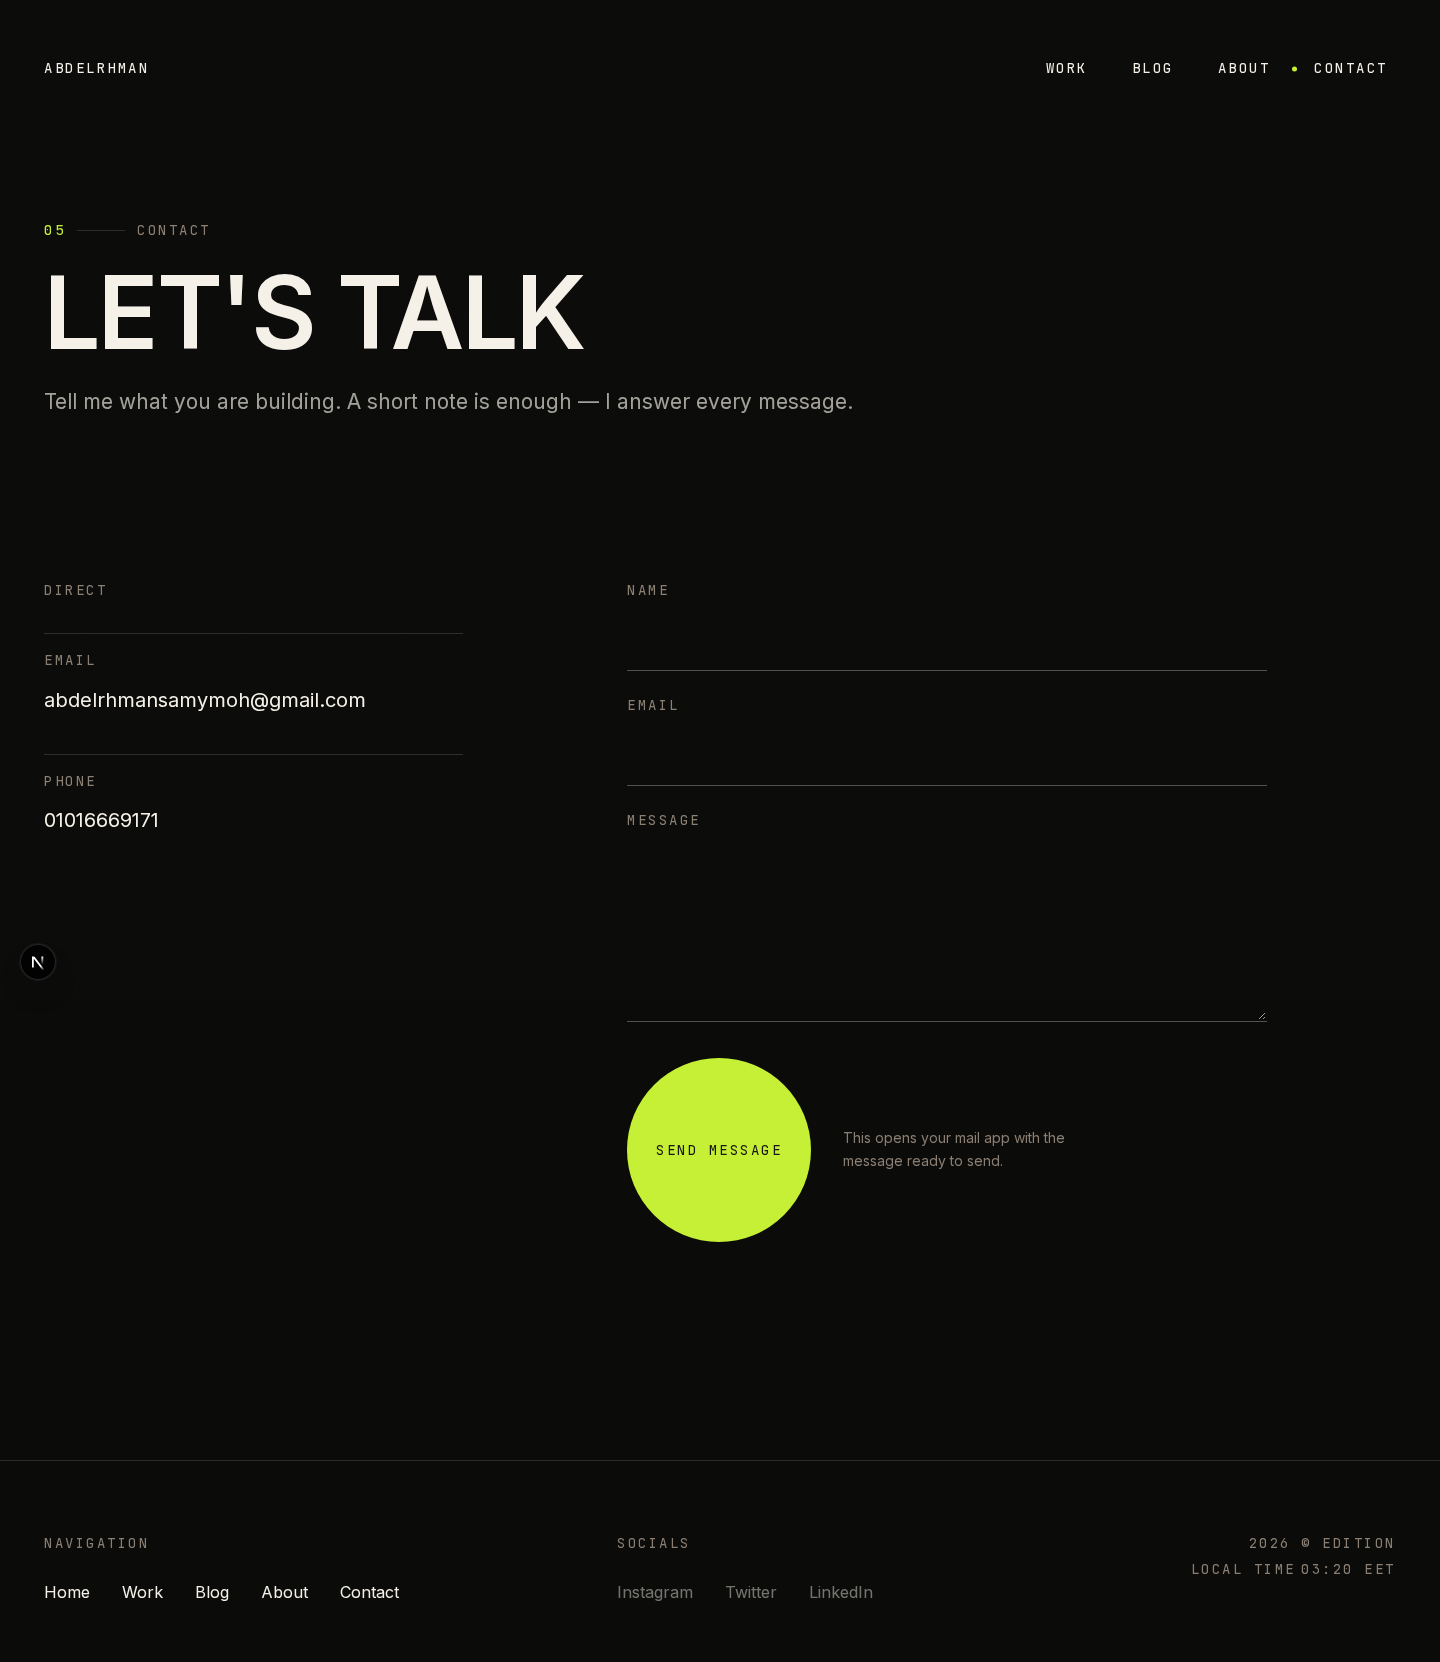 ABDELRHMAN
WORK BLOG ABOUT CONTACT
05 CONTACT
LET'S TALK
Tell me what you are building. A short note is enough — I answer every message.
DIRECT
EMAIL
abdelrhmansamymoh@gmail.com
PHONE
01016669171
NAME
EMAIL
MESSAGE
N
SEND MESSAGE
This opens your mail app with the
message ready to send.
NAVIGATION
Home Work Blog About Contact
SOCIALS
Instagram Twitter LinkedIn
2026 © EDITION
LOCAL TIME 03:20 EET